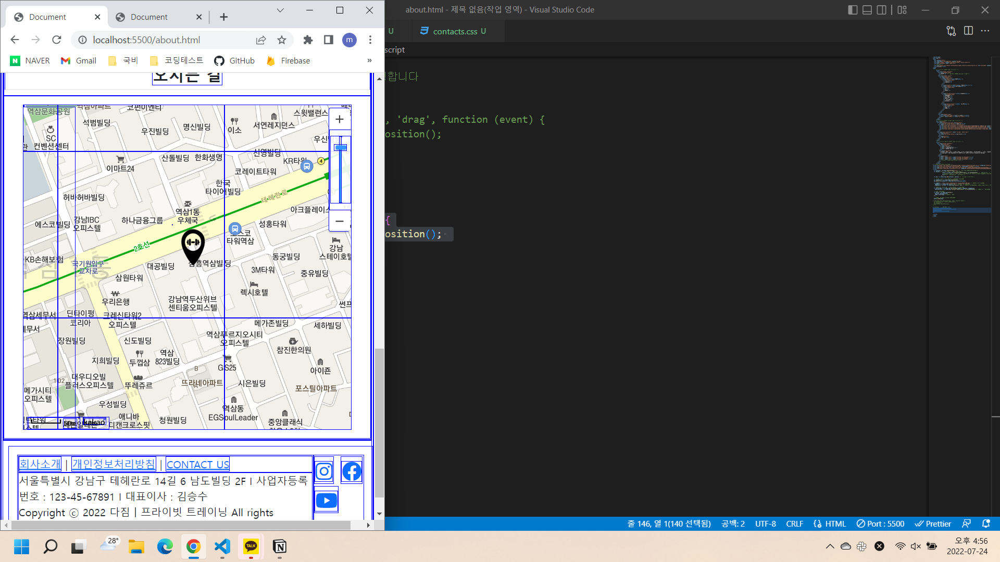 Document
Document
about.html - 제목 없음(작업 영역) - Visual Studio Code
localhost:5500/about.html
m
U
contacts.css U
NAVER
Gmail
국비
코딩테스트
GitHub
Firebase
»
script
오시는 길
합니다
, 'drag', function (event) {
osition();
{
osition();
역삼문화공원
역삼아파트
코펀이엔티
석범빌딩
우진빌딩
명신빌딩
이소
서연레지던스
스윗밸런스
SC
컨벤션센터
우신
산돌빌딩
한화생명
신영빌딩
KR타워
4
이마트24
코레이트타워
한국
타이어빌딩
허바허바빌딩
테헤란로
역삼1동
우체국
아크플레이스
에스코빌딩
강남IBC
오피스텔
하나금융그룹
성홍타워
포스코
타워역삼
2호선
강남
스테이호텔
KB손해보험
국기원입구
교차로
대공빌딩
삼흥역삼빌딩
동궁빌딩
3M타워
중유빌딩
삼원타워
렉시호텔
우리은행
강남역두산위브
센티움오피스텔
썬프
역삼세무서
딘타이펑
코리아
크레신타워2
오피스텔
메가존빌딩
세하빌딩
세무서
장원빌딩
신도빌딩
역삼푸르지오시티
오피스텔
참진한의원
지희빌딩
두껍삼
역삼
823빌딩
GS25
아이죤
B
102
대우디오빌
플러스오피스텔
뚜레쥬르
뜨라네아파트
A
시은빌딩
포스틸아파트
메가시티
오피스텔
우성빌딩
역삼동
EGSoulLeader
애니바
디캔크로스핏
청원빌딩
중앙클래식
50m
kakao
회사소개 | 개인정보처리방침 | CONTACT US
서울특별시 강남구 테헤란로 14길 6 남도빌딩 2F I 사업자등록
번호 : 123-45-67891 I 대표이사 : 김승수
Copyright ⓒ 2022 다짐 | 프라이빗 트레이닝 All rights
줄 146, 열 1(140 선택됨)
공백: 2
UTF-8
CRLF
HTML
Port : 5500
Prettier
28°
TALK
오후 4:56
2022-07-24